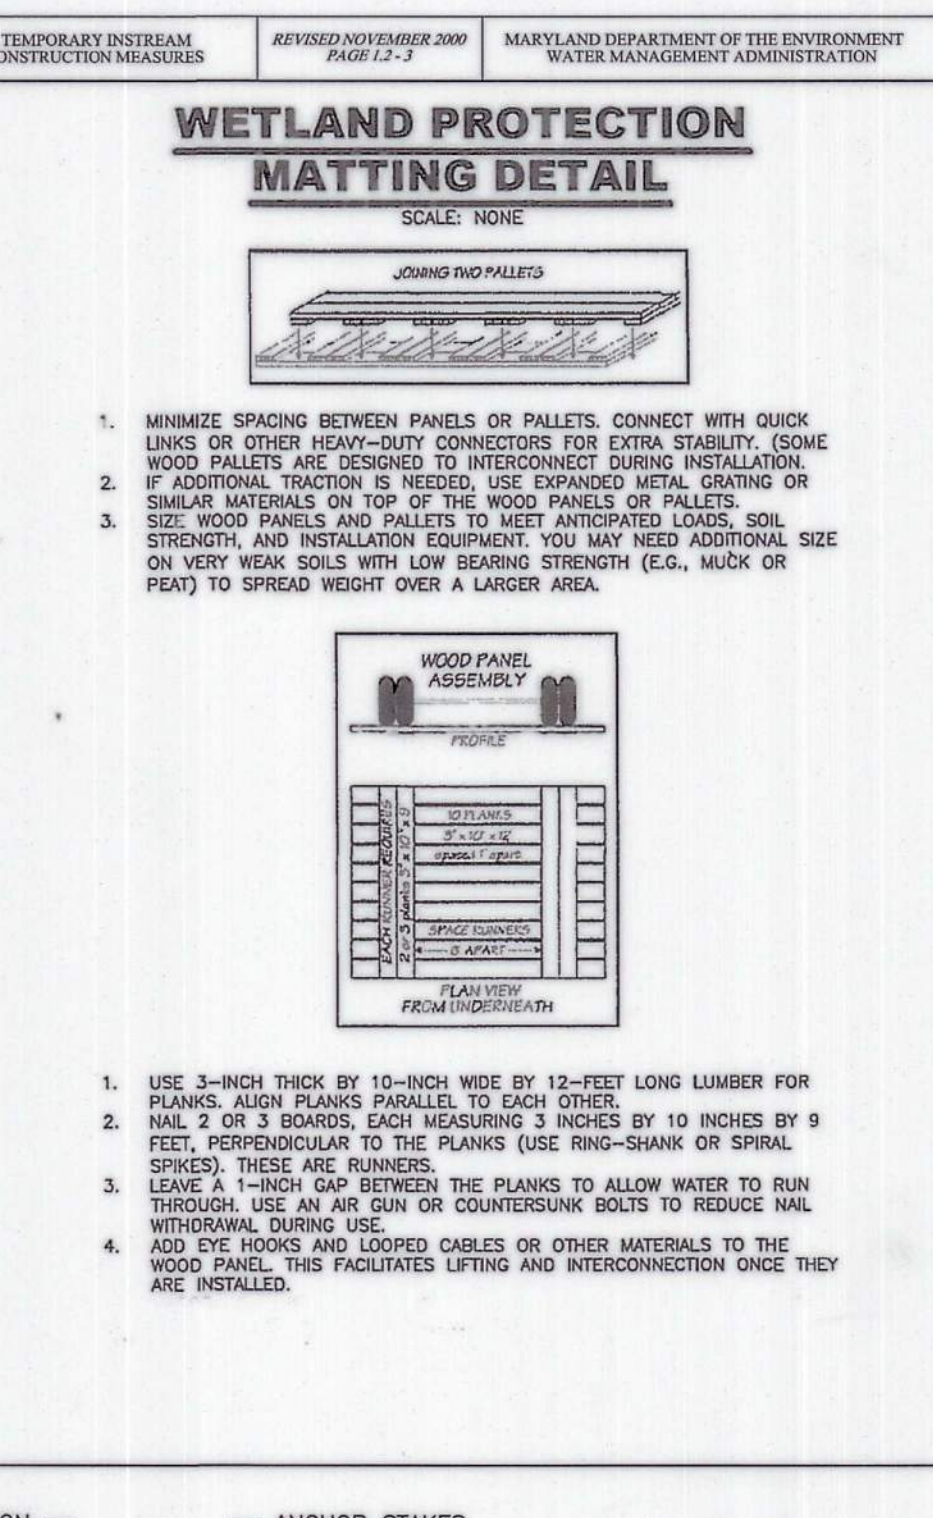 TEMPORARY INSTREAM
CONSTRUCTION MEASURES
REVISED NOVEMBER 2000
PAGE 1.2 - 3
MARYLAND DEPARTMENT OF THE ENVIRONMENT
WATER MANAGEMENT ADMINISTRATION
WETLAND PROTECTION
MATTING DETAIL
SCALE: NONE
JOINING TWO PALLETS
1. MINIMIZE SPACING BETWEEN PANELS OR PALLETS. CONNECT WITH QUICK
LINKS OR OTHER HEAVY-DUTY CONNECTORS FOR EXTRA STABILITY. (SOME
WOOD PALLETS ARE DESIGNED TO INTERCONNECT DURING INSTALLATION.
2. IF ADDITIONAL TRACTION IS NEEDED, USE EXPANDED METAL GRATING OR
SIMILAR MATERIALS ON TOP OF THE WOOD PANELS OR PALLETS.
3. SIZE WOOD PANELS AND PALLETS TO MEET ANTICIPATED LOADS, SOIL
STRENGTH, AND INSTALLATION EQUIPMENT. YOU MAY NEED ADDITIONAL SIZE
ON VERY WEAK SOILS WITH LOW BEARING STRENGTH (E.G., MUCK OR
PEAT) TO SPREAD WEIGHT OVER A LARGER AREA.
WOOD PANEL
ASSEMBLY
PROFILE
EACH RUNNER REQUIRES
2 or 3 planks 3" x 10" x 9
10 PLANKS
3" x 10' x 12'
spaced 1" apart
SPACE RUNNERS
APART
PLAN VIEW
FROM UNDERNEATH
1. USE 3-INCH THICK BY 10-INCH WIDE BY 12-FEET LONG LUMBER FOR
PLANKS. ALIGN PLANKS PARALLEL TO EACH OTHER.
2. NAIL 2 OR 3 BOARDS, EACH MEASURING 3 INCHES BY 10 INCHES BY 9
FEET, PERPENDICULAR TO THE PLANKS (USE RING-SHANK OR SPIRAL
SPIKES). THESE ARE RUNNERS.
3. LEAVE A 1-INCH GAP BETWEEN THE PLANKS TO ALLOW WATER TO RUN
THROUGH. USE AN AIR GUN OR COUNTERSUNK BOLTS TO REDUCE NAIL
WITHDRAWAL DURING USE.
4. ADD EYE HOOKS AND LOOPED CABLES OR OTHER MATERIALS TO THE
WOOD PANEL. THIS FACILITATES LIFTING AND INTERCONNECTION ONCE THEY
ARE INSTALLED.
ANCHOR STAKES